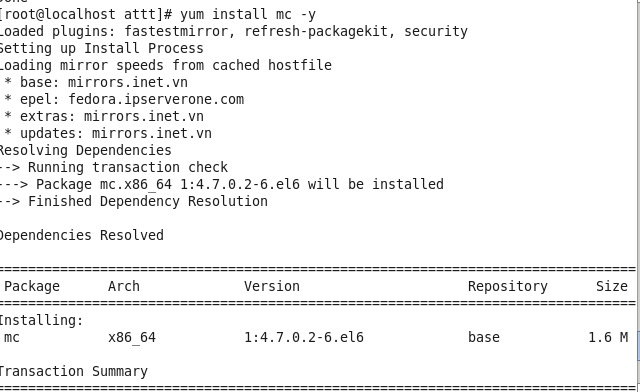 [root@localhost attt]# yum install mc -y
Loaded plugins: fastestmirror, refresh-packagekit, security
Setting up Install Process
Loading mirror speeds from cached hostfile
* base: mirrors.inet.vn
* epel: fedora.ipserverone.com
* extras: mirrors.inet.vn
* updates: mirrors.inet.vn
Resolving Dependencies
--> Running transaction check
---> Package mc.x86_64 1:4.7.0.2-6.el6 will be installed
--> Finished Dependency Resolution
Dependencies Resolved
================================================================================
Package Arch Version Repository Size
================================================================================
Installing:
mc x86_64 1:4.7.0.2-6.el6 base 1.6 M
Transaction Summary
================================================================================